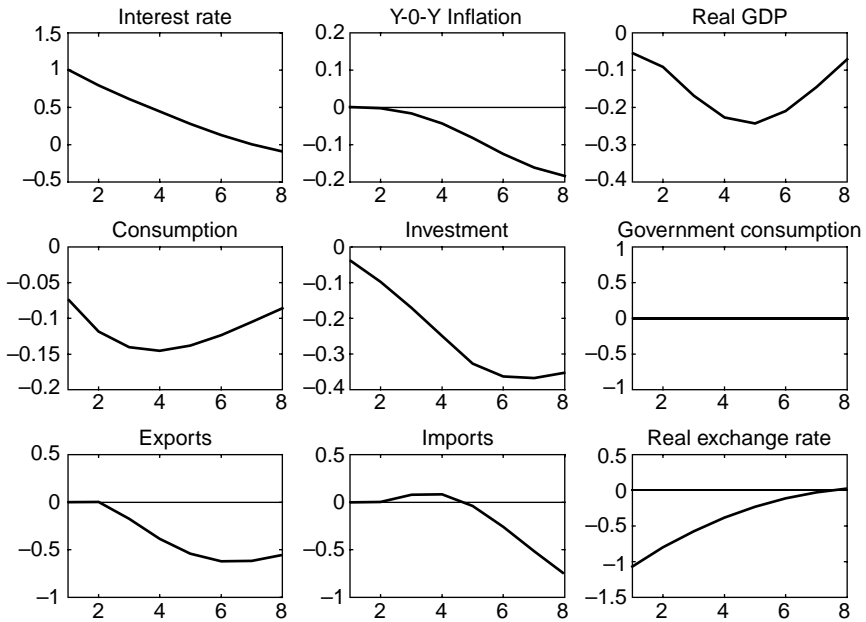 Interest rate
1.5
1
0.5
0
–0.5
2 4 6 8
Y-0-Y Inflation
0.2
0.1
0
–0.1
–0.2
2 4 6 8
Real GDP
0
–0.1
–0.2
–0.3
–0.4
2 4 6 8
Consumption
0
–0.05
–0.1
–0.15
–0.2
2 4 6 8
Investment
0
–0.1
–0.2
–0.3
–0.4
2 4 6 8
Government consumption
1
0.5
0
–0.5
–1
2 4 6 8
Exports
0.5
0
–0.5
–1
2 4 6 8
Imports
0.5
0
–0.5
–1
2 4 6 8
Real exchange rate
0.5
0
–0.5
–1
–1.5
2 4 6 8